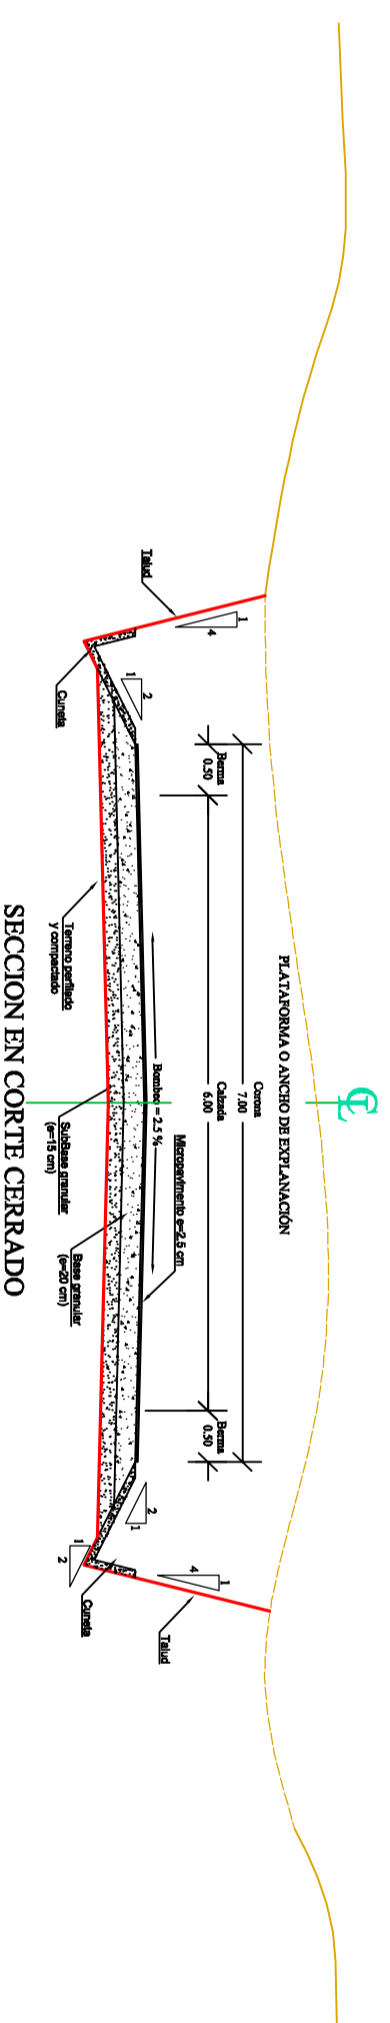 CL
PLATAFORMA O ANCHO DE EXPLANACIÓN
Corona
7.00
Berma
0.50
Calzada
6.00
Berma
0.50
1
4
1
4
Talud
Talud
2
1
2
1
Bombeo = 2.5 %
Micropavimento e=2.5 cm
Cuneta
Cuneta
1
2
Terreno perfilado
y compactado
SubBase granular
(e=15 cm)
Base granular
(e=20 cm)
SECCION EN CORTE CERRADO